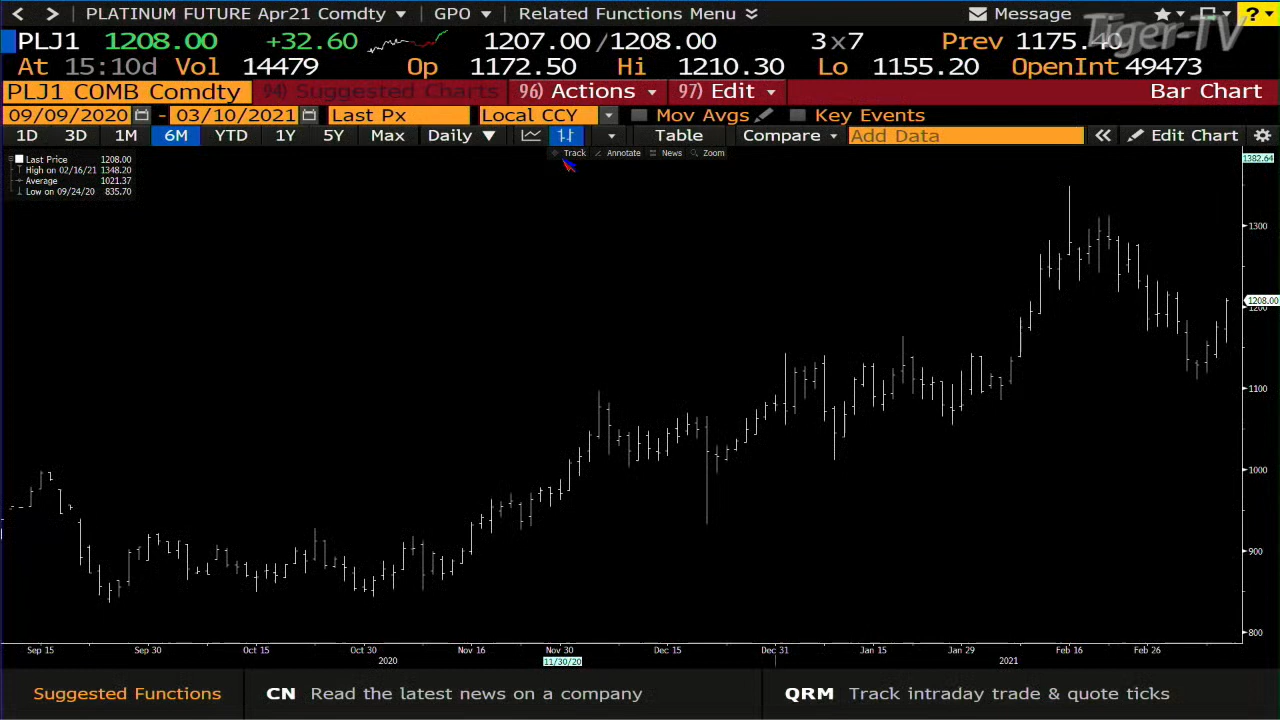 < > PLATINUM FUTURE Apr21 Comdty GPO Related Functions Menu Message ?
Tiger-TV
PLJ1 1208.00 +32.60 1207.00/1208.00 3x7 Prev 1175.40
At 15:10d Vol 14479 Op 1172.50 Hi 1210.30 Lo 1155.20 OpenInt 49473
PLJ1 COMB Comdty 94) Suggested Charts 96) Actions 97) Edit Bar Chart
09/09/2020 - 03/10/2021 Last Px Local CCY Mov Avgs Key Events
1D 3D 1M 6M YTD 1Y 5Y Max Daily Table Compare Add Data Edit Chart
Track Annotate News Zoom
Last Price 1208.00
High on 02/16/21 1348.20
Average 1021.37
Low on 09/24/20 835.70
1382.64
1300
1208.00
1200
1100
1000
900
800
Sep 15 Sep 30 Oct 15 Oct 30 Nov 16 Nov 30 Dec 15 Dec 31 Jan 15 Jan 29 Feb 16 Feb 26
2020 11/30/20 2021
Suggested Functions CN Read the latest news on a company QRM Track intraday trade & quote ticks